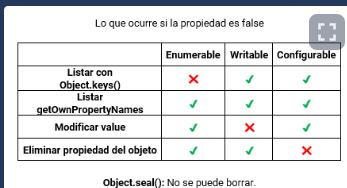 Lo que ocurre si la propiedad es false
Enumerable Writable Configurable
Listar con
Object.keys() ❌ ✔ ✔
Listar
getOwnPropertyNames ✔ ✔ ✔
Modificar value ✔ ❌ ✔
Eliminar propiedad del objeto ✔ ✔ ❌
Object.seal(): No se puede borrar.